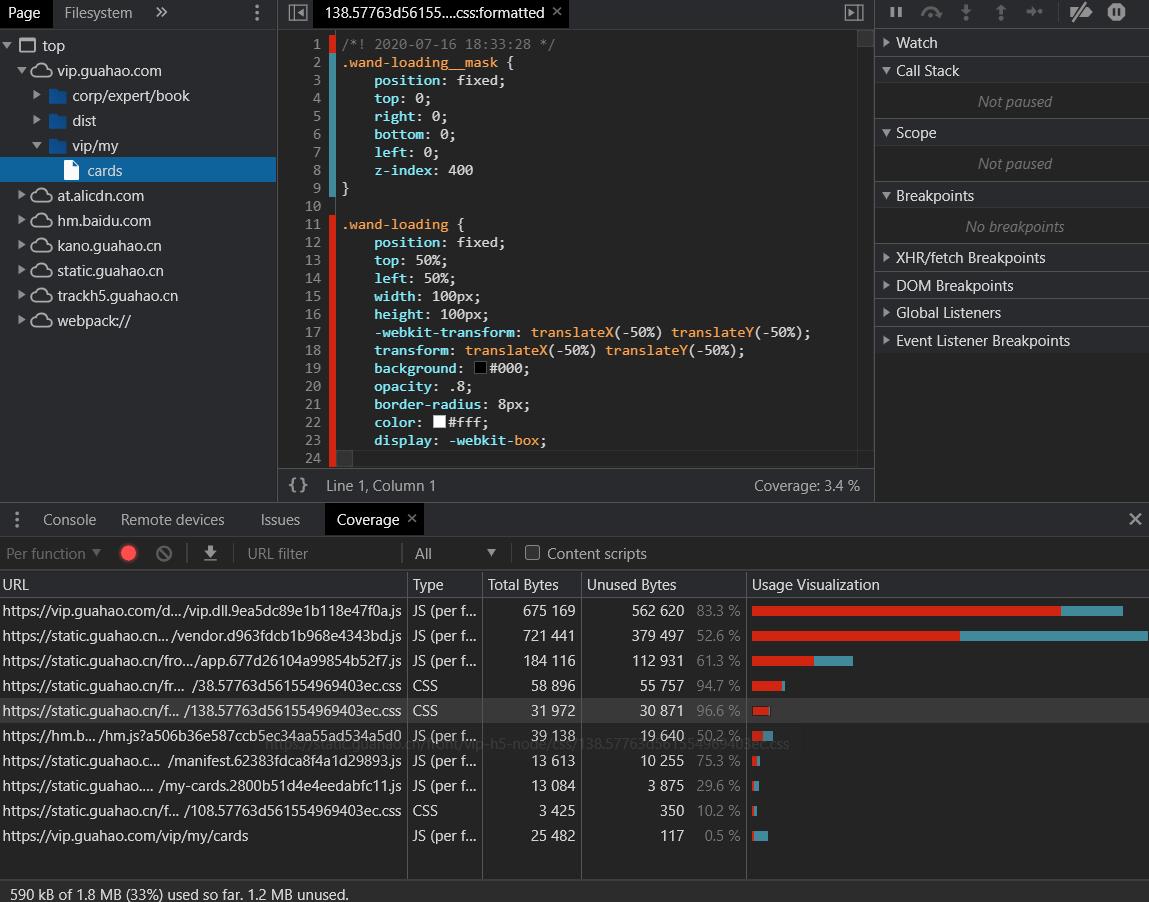 Page Filesystem »
138.57763d56155....css:formatted ×
top
vip.guahao.com
corp/expert/book
dist
vip/my
cards
at.alicdn.com
hm.baidu.com
kano.guahao.cn
static.guahao.cn
trackh5.guahao.cn
webpack://
1 /*! 2020-07-16 18:33:28 */
2 .wand-loading__mask {
3 position: fixed;
4 top: 0;
5 right: 0;
6 bottom: 0;
7 left: 0;
8 z-index: 400
9 }
10
11 .wand-loading {
12 position: fixed;
13 top: 50%;
14 left: 50%;
15 width: 100px;
16 height: 100px;
17 -webkit-transform: translateX(-50%) translateY(-50%);
18 transform: translateX(-50%) translateY(-50%);
19 background: #000;
20 opacity: .8;
21 border-radius: 8px;
22 color: #fff;
23 display: -webkit-box;
24
{} Line 1, Column 1 Coverage: 3.4 %
Watch
Call Stack
Not paused
Scope
Not paused
Breakpoints
No breakpoints
XHR/fetch Breakpoints
DOM Breakpoints
Global Listeners
Event Listener Breakpoints
Console Remote devices Issues Coverage ×
Per function URL filter All Content scripts
URL Type Total Bytes Unused Bytes Usage Visualization
https://vip.guahao.com/d.../vip.dll.9ea5dc89e1b118e47f0a.js JS (per f... 675 169 562 620 83.3 %
https://static.guahao.cn.../vendor.d963fdcb1b968e4343bd.js JS (per f... 721 441 379 497 52.6 %
https://static.guahao.cn/fro.../app.677d26104a99854b52f7.js JS (per f... 184 116 112 931 61.3 %
https://static.guahao.cn/fr... /38.57763d561554969403ec.css CSS 58 896 55 757 94.7 %
https://static.guahao.cn/f... /138.57763d561554969403ec.css CSS 31 972 30 871 96.6 %
https://hm.b... /hm.js?a506b36e587ccb5ec34aa55ad534a5d0 JS (per f... 39 138 19 640 50.2 %
https://static.guahao.cn/front/vip-h5-node/css/138.57763d561554969403ec.css
https://static.guahao.c... /manifest.62383fdca8f4a1d29893.js JS (per f... 13 613 10 255 75.3 %
https://static.guahao.... /my-cards.2800b51d4e4eedabfc11.js JS (per f... 13 084 3 875 29.6 %
https://static.guahao.cn/f... /108.57763d561554969403ec.css CSS 3 425 350 10.2 %
https://vip.guahao.com/vip/my/cards JS (per f... 25 482 117 0.5 %
590 kB of 1.8 MB (33%) used so far. 1.2 MB unused.